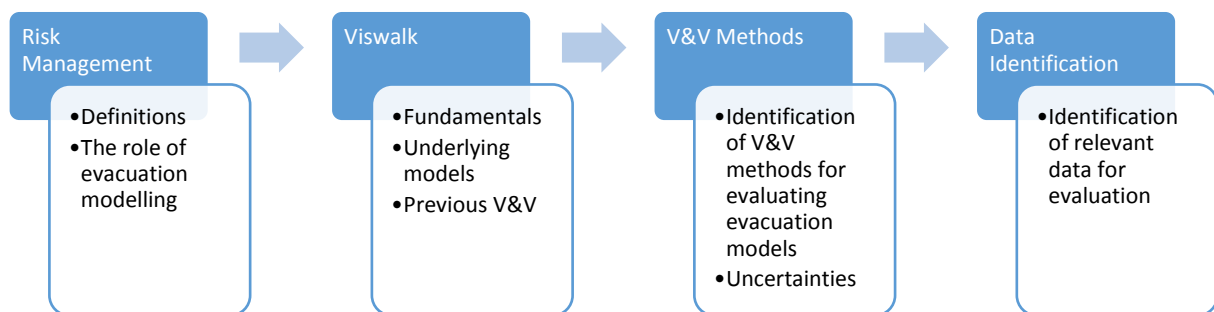 Risk
Management
•Definitions
•The role of
evacuation
modelling
Viswalk
•Fundamentals
•Underlying
models
•Previous V&V
V&V Methods
•Identification
of V&V
methods for
evaluating
evacuation
models
•Uncertainties
Data
Identification
•Identification
of relevant
data for
evaluation